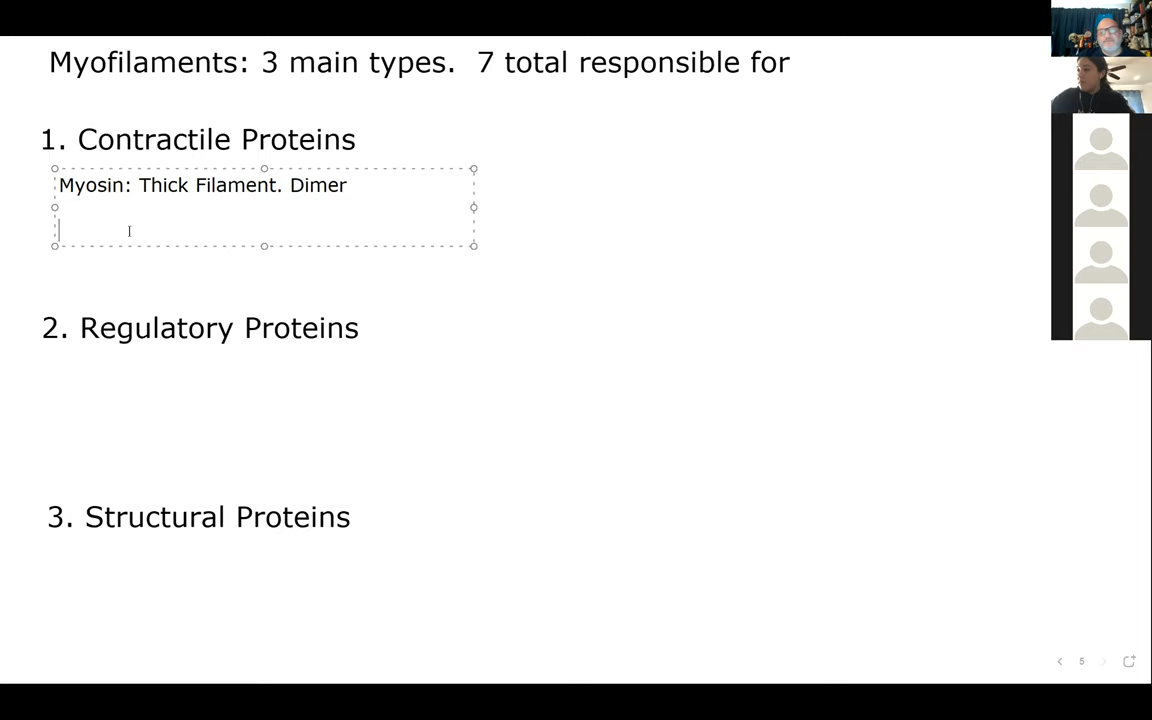 Myofilaments: 3 main types.  7 total responsible for
1. Contractile Proteins
Myosin: Thick Filament. Dimer
2. Regulatory Proteins
3. Structural Proteins
5